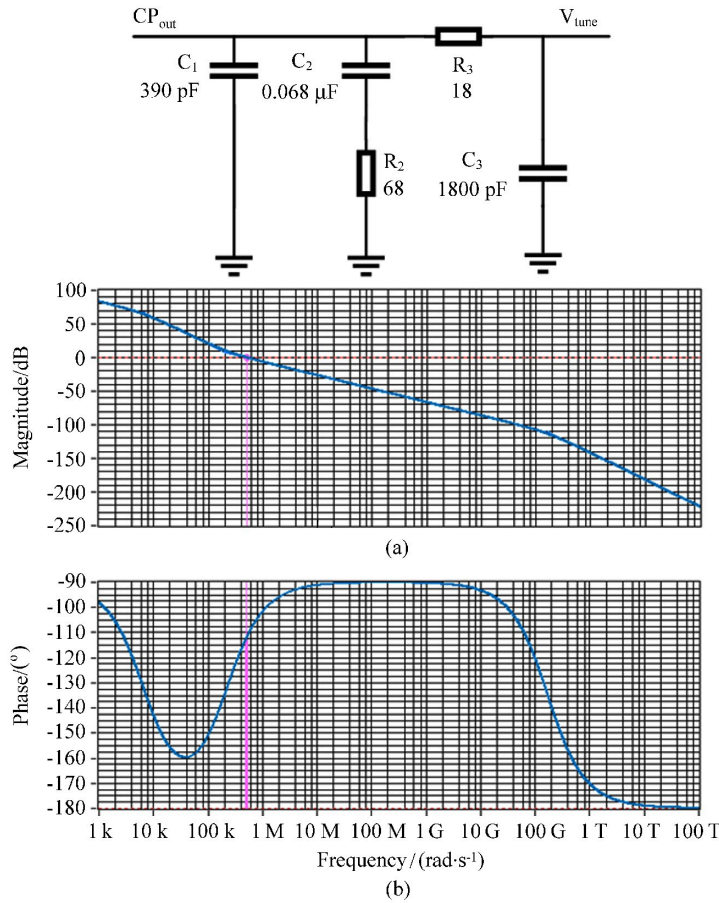 CPout
Vtune
C1
390 pF
C2
0.068 μF
R3
18
R2
68
C3
1800 pF
100
50
0
-50
-100
-150
-200
-250
Magnitude/dB
(a)
-90
-100
-110
-120
-130
-140
-150
-160
-170
-180
Phase/(°)
1 k 10 k 100 k 1 M 10 M 100 M 1 G 10 G 100 G 1 T 10 T 100 T
Frequency/(rad·s-1)
(b)